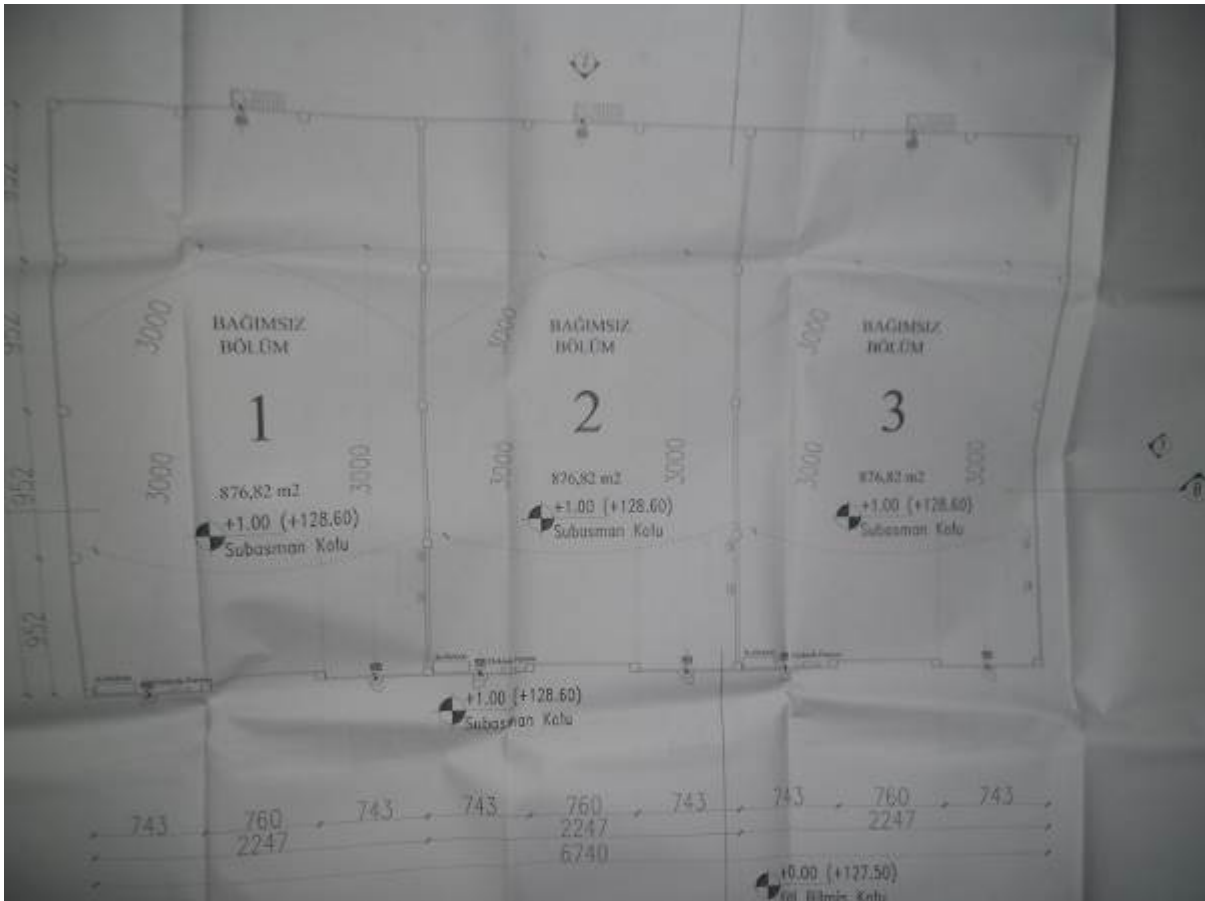 952
952
952
952
BAĞIMSIZ
BÖLÜM
1
876,82 m2
+1.00 (+128.60)
Subasman Kotu
3000
3000
3000
BAĞIMSIZ
BÖLÜM
2
876,82 m2
+1.00 (+128.60)
Subasman Kotu
3000
3000
3000
BAĞIMSIZ
BÖLÜM
3
876,82 m2
+1.00 (+128.60)
Subasman Kotu
3000
3000
3000
B
+1.00 (+128.60)
Subasman Kotu
743 760 743 743 760 743 743 760 743
2247 2247 2247
6740
+0.00 (+127.50)
Kotu